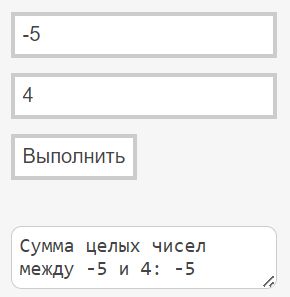 -5
4
Выполнить
Сумма целых чисел
между -5 и 4: -5